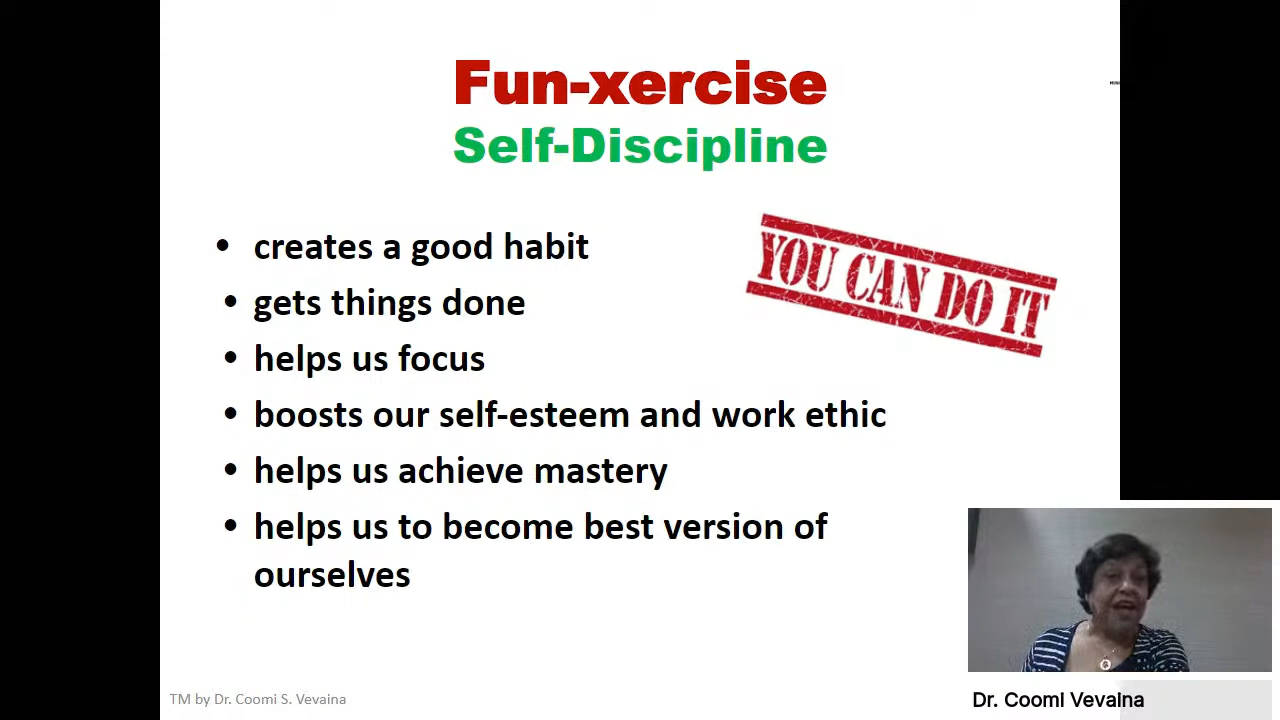 Fun-xercise
Self-Discipline
• creates a good habit
• gets things done
• helps us focus
• boosts our self-esteem and work ethic
• helps us achieve mastery
• helps us to become best version of
ourselves
YOU CAN DO IT
TM by Dr. Coomi S. Vevaina
Dr. Coomi Vevaina